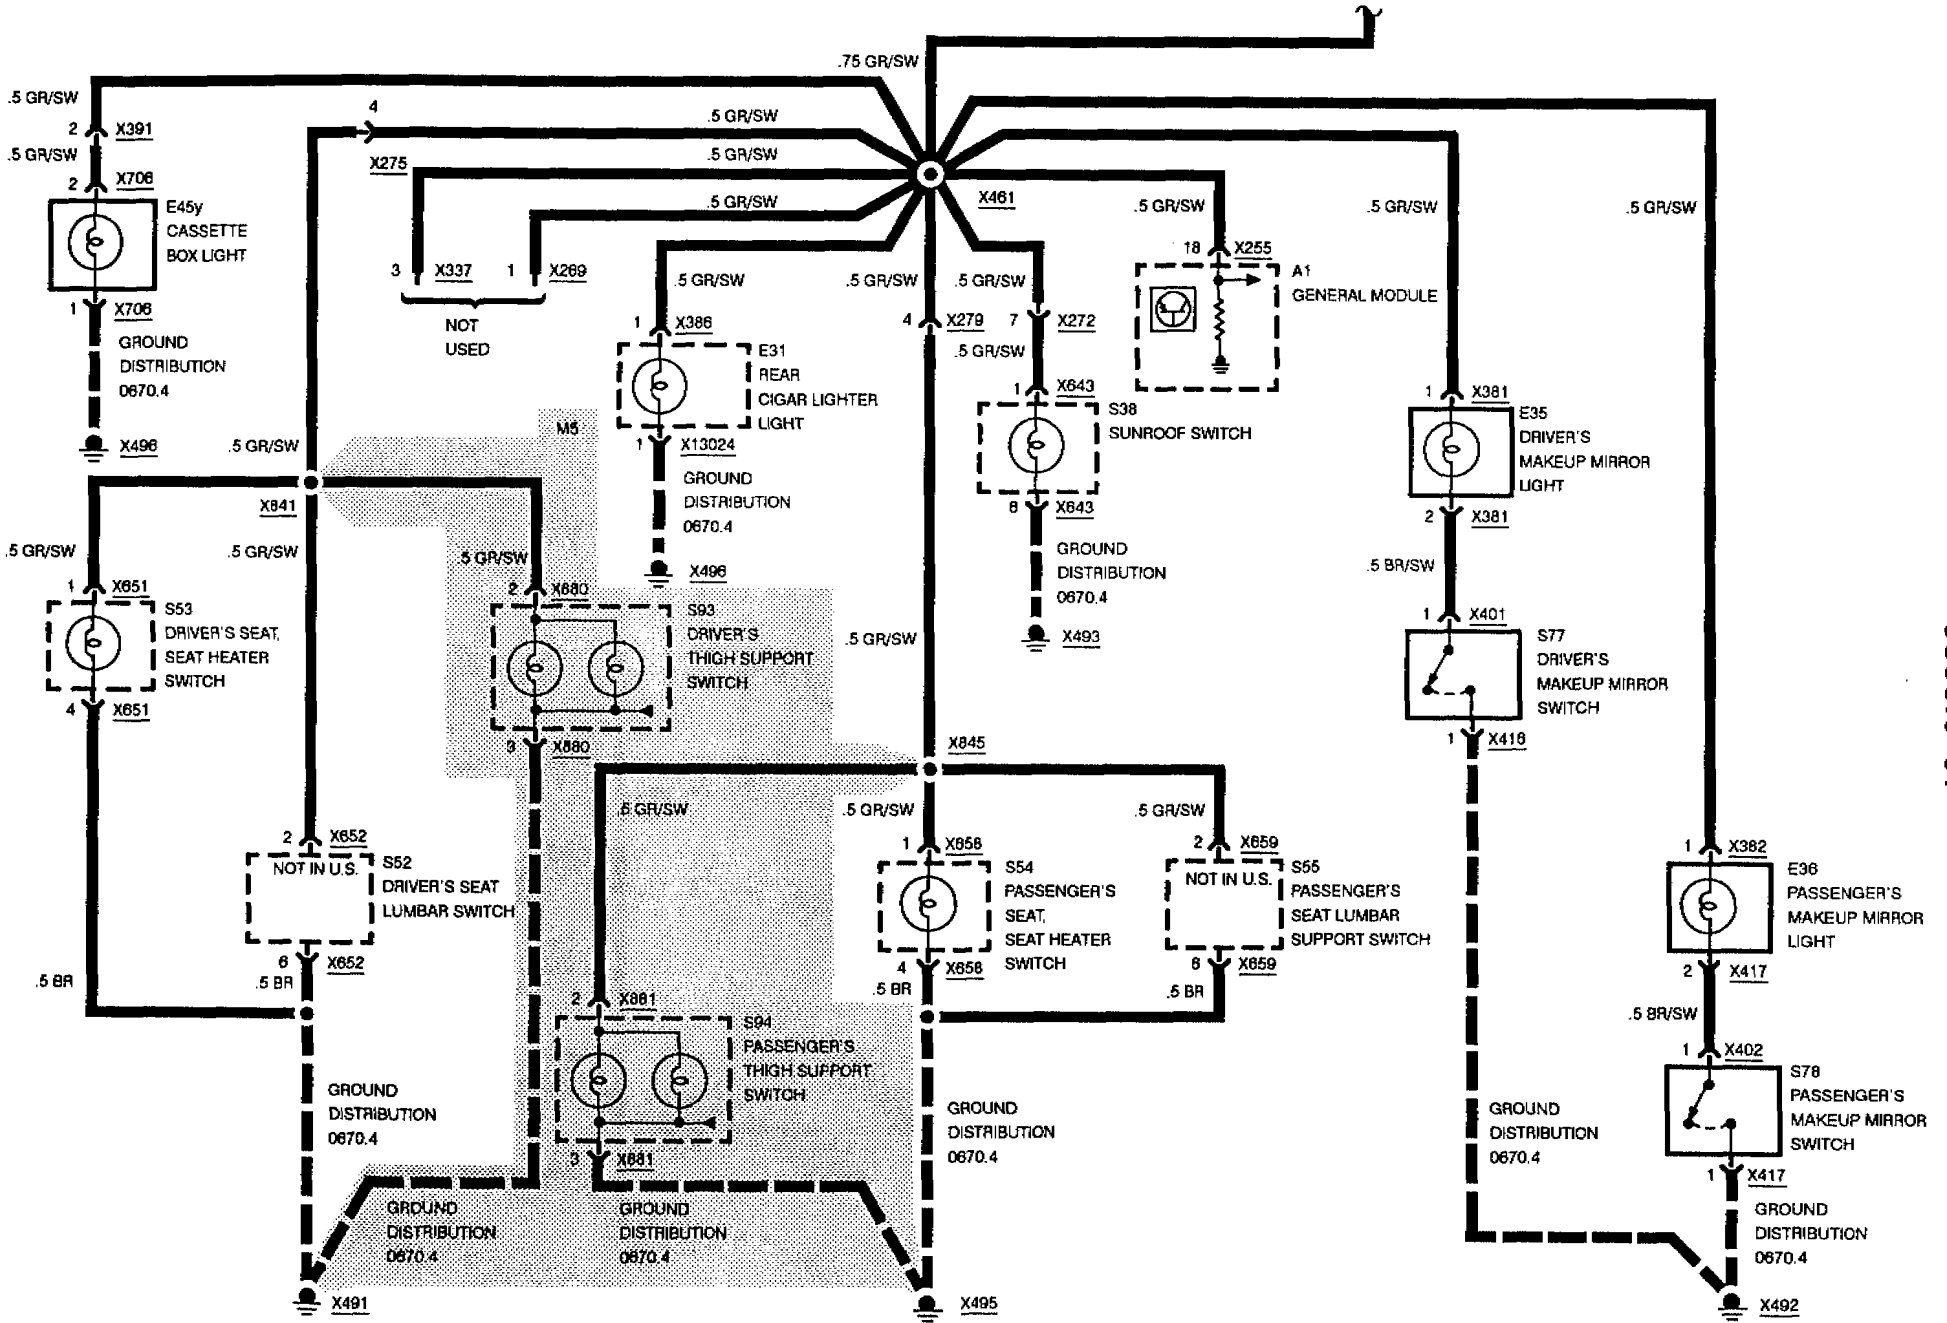 .75 GR/SW
.5 GR/SW
4
.5 GR/SW
2 X391
.5 GR/SW
X275
.5 GR/SW
2 X706
E45y
CASSETTE
BOX LIGHT
.5 GR/SW
X461
.5 GR/SW
.5 GR/SW
.5 GR/SW
18 X255
A1
GENERAL MODULE
3 X337
1 X269
NOT
USED
.5 GR/SW
.5 GR/SW
.5 GR/SW
1 X706
GROUND
DISTRIBUTION
0670.4
X496
1 X386
E31
REAR
CIGAR LIGHTER
LIGHT
4 X279
7 X272
.5 GR/SW
1 X643
S38
SUNROOF SWITCH
1 X381
E35
DRIVER'S
MAKEUP MIRROR
LIGHT
M5
1 X13024
GROUND
DISTRIBUTION
0670.4
X496
.5 GR/SW
X841
6 X643
GROUND
DISTRIBUTION
0670.4
X493
2 X381
.5 BR/SW
.5 GR/SW
.5 GR/SW
.5 GR/SW
1 X651
S53
DRIVER'S SEAT,
SEAT HEATER
SWITCH
4 X651
2 X880
S93
DRIVER'S
THIGH SUPPORT
SWITCH
3 X880
.5 GR/SW
1 X401
S77
DRIVER'S
MAKEUP MIRROR
SWITCH
1 X416
X845
.5 GR/SW
.5 GR/SW
.5 GR/SW
2 X652
NOT IN U.S.
S52
DRIVER'S SEAT
LUMBAR SWITCH
6 X652
.5 BR
.5 BR
1 X656
S54
PASSENGER'S
SEAT,
SEAT HEATER
SWITCH
4 X656
.5 BR
2 X659
NOT IN U.S.
S55
PASSENGER'S
SEAT LUMBAR
SUPPORT SWITCH
6 X659
.5 BR
1 X382
E36
PASSENGER'S
MAKEUP MIRROR
LIGHT
2 X417
.5 BR/SW
2 X881
S94
PASSENGER'S
THIGH SUPPORT
SWITCH
3 X881
1 X402
S78
PASSENGER'S
MAKEUP MIRROR
SWITCH
1 X417
GROUND
DISTRIBUTION
0670.4
GROUND
DISTRIBUTION
0670.4
GROUND
DISTRIBUTION
0670.4
GROUND
DISTRIBUTION
0670.4
GROUND
DISTRIBUTION
0670.4
GROUND
DISTRIBUTION
0670.4
X491
X495
X492